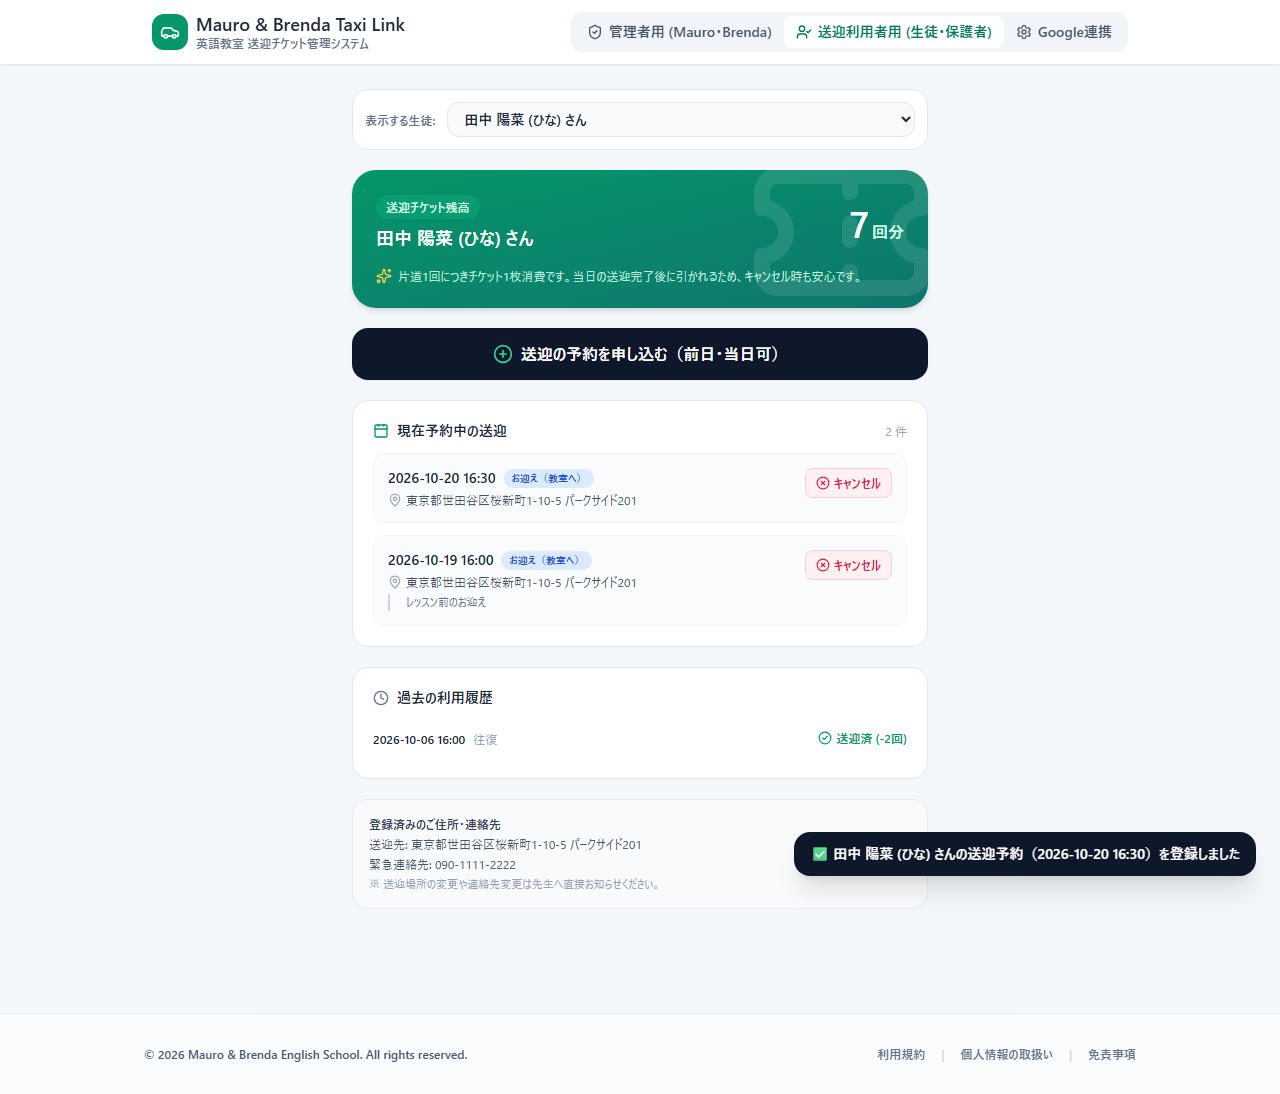 Mauro & Brenda Taxi Link
英語教室 送迎チケット管理システム
管理者用 (Mauro・Brenda)
送迎利用者用 (生徒・保護者)
Google連携
表示する生徒:
田中 陽菜 (ひな) さん
送迎チケット残高
田中 陽菜 (ひな) さん
7 回分
片道1回につきチケット1枚消費です。当日の送迎完了後に引かれるため、キャンセル時も安心です。
送迎の予約を申し込む（前日・当日可）
現在予約中の送迎
2 件
2026-10-20 16:30 お迎え（教室へ）
キャンセル
東京都世田谷区桜新町1-10-5 パークサイド201
2026-10-19 16:00 お迎え（教室へ）
キャンセル
東京都世田谷区桜新町1-10-5 パークサイド201
レッスン前のお迎え
過去の利用履歴
2026-10-06 16:00 往復
送迎済 (-2回)
登録済みのご住所・連絡先
送迎先: 東京都世田谷区桜新町1-10-5 パークサイド201
緊急連絡先: 090-1111-2222
※ 送迎場所の変更や連絡先変更は先生へ直接お知らせください。
✅ 田中 陽菜 (ひな) さんの送迎予約（2026-10-20 16:30）を登録しました
© 2026 Mauro & Brenda English School. All rights reserved.
利用規約 | 個人情報の取扱い | 免責事項